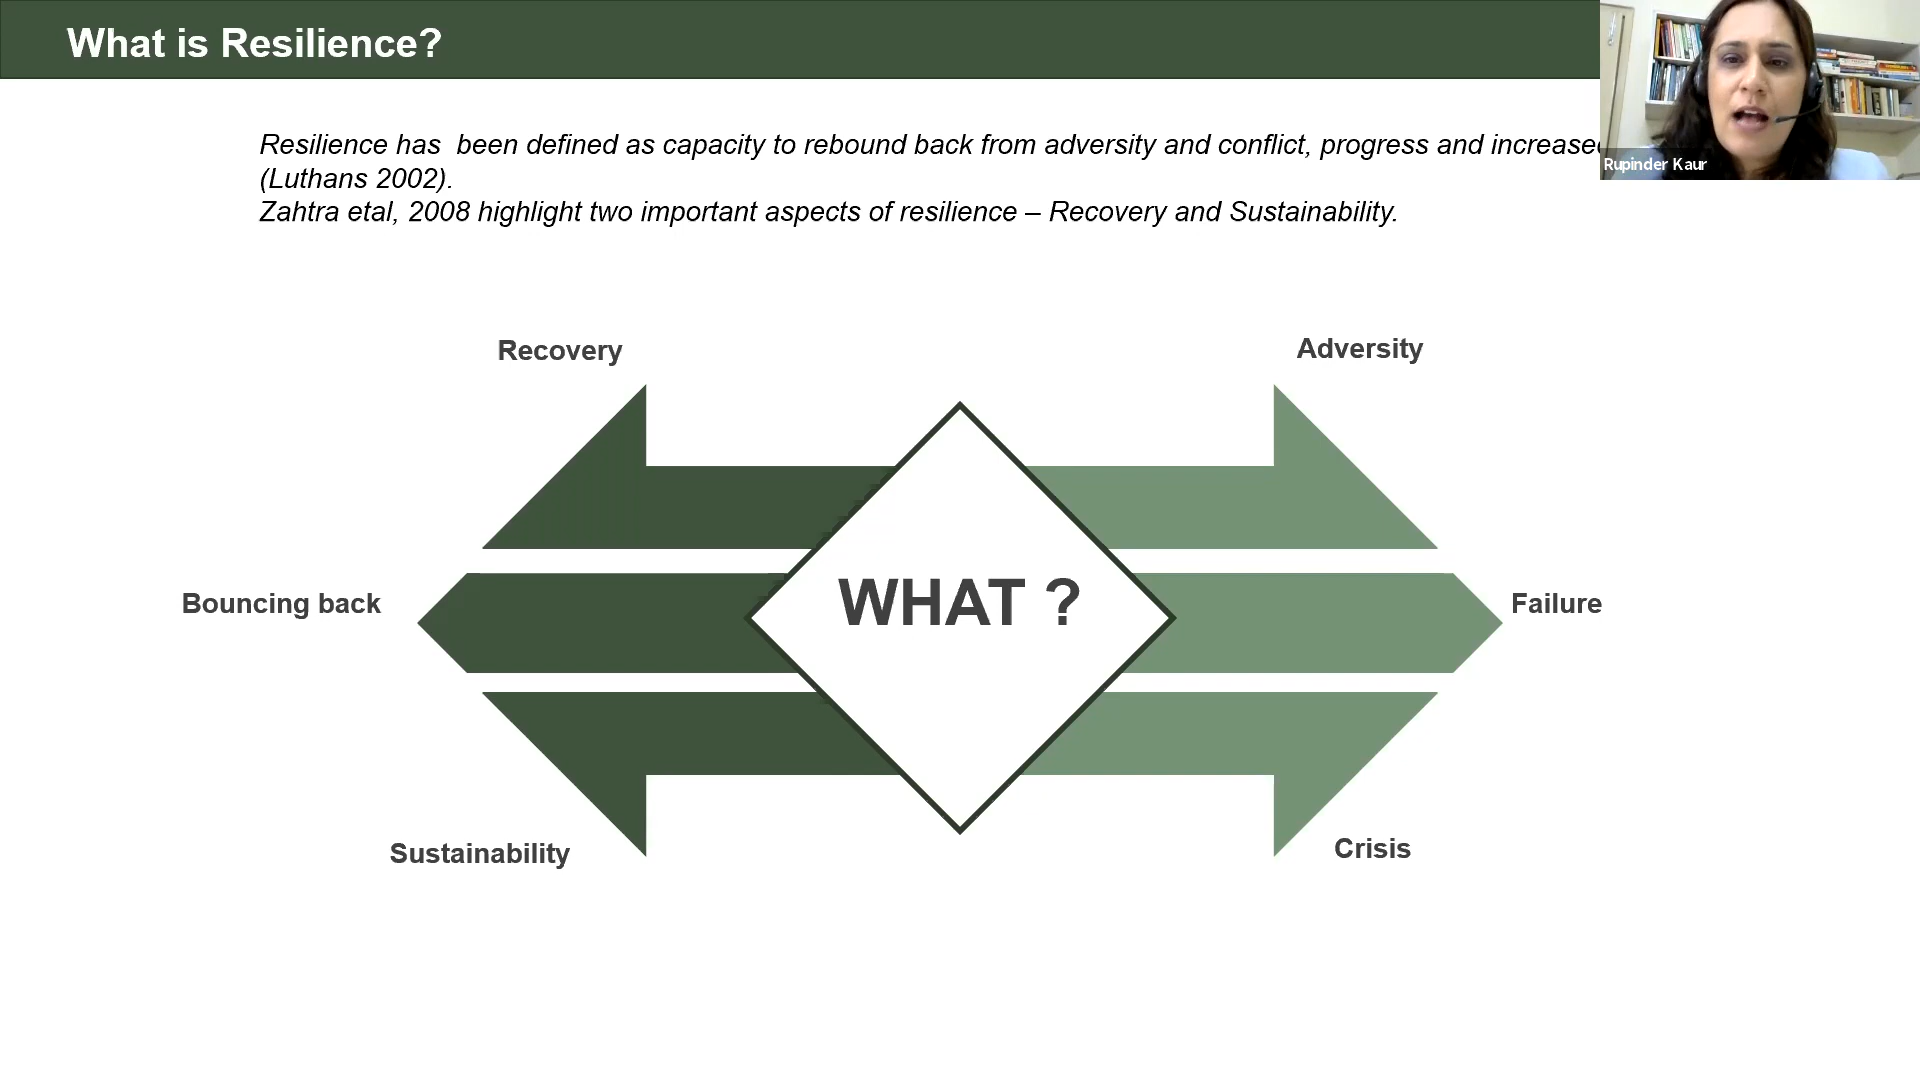 What is Resilience?
Resilience has  been defined as capacity to rebound back from adversity and conflict, progress and increased
(Luthans 2002).
Zahtra etal, 2008 highlight two important aspects of resilience – Recovery and Sustainability.
Rupinder Kaur
Recovery
Adversity
Bouncing back
WHAT ?
Failure
Sustainability
Crisis